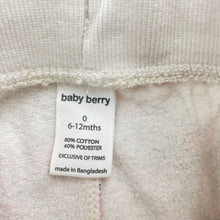 baby berry
0
6-12mths
60% COTTON
40% POLYESTER
EXCLUSIVE OF TRIMS
made in Bangladesh